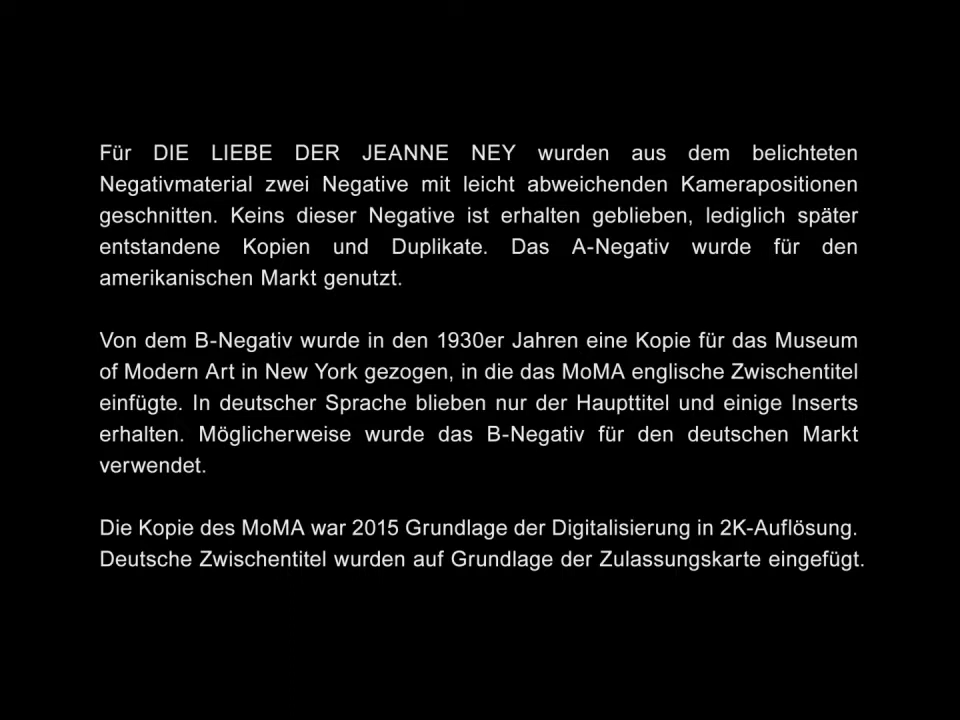 Für DIE LIEBE DER JEANNE NEY wurden aus dem belichteten
Negativmaterial zwei Negative mit leicht abweichenden Kamerapositionen
geschnitten. Keins dieser Negative ist erhalten geblieben, lediglich später
entstandene Kopien und Duplikate. Das A-Negativ wurde für den
amerikanischen Markt genutzt.
Von dem B-Negativ wurde in den 1930er Jahren eine Kopie für das Museum
of Modern Art in New York gezogen, in die das MoMA englische Zwischentitel
einfügte. In deutscher Sprache blieben nur der Haupttitel und einige Inserts
erhalten. Möglicherweise wurde das B-Negativ für den deutschen Markt
verwendet.
Die Kopie des MoMA war 2015 Grundlage der Digitalisierung in 2K-Auflösung.
Deutsche Zwischentitel wurden auf Grundlage der Zulassungskarte eingefügt.